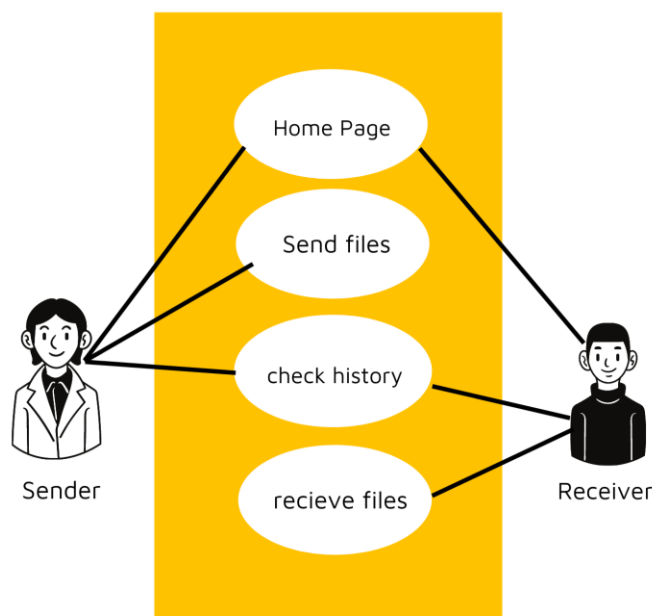 Home Page
Send files
check history
recieve files
Sender
Receiver